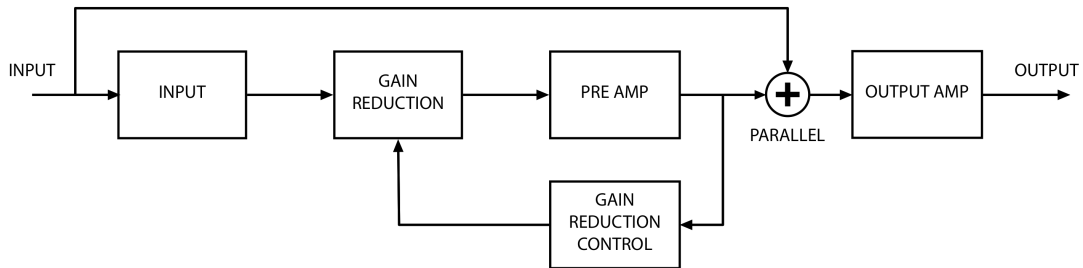 INPUT
INPUT
GAIN
REDUCTION
PRE AMP
PARALLEL
OUTPUT AMP
OUTPUT
GAIN
REDUCTION
CONTROL